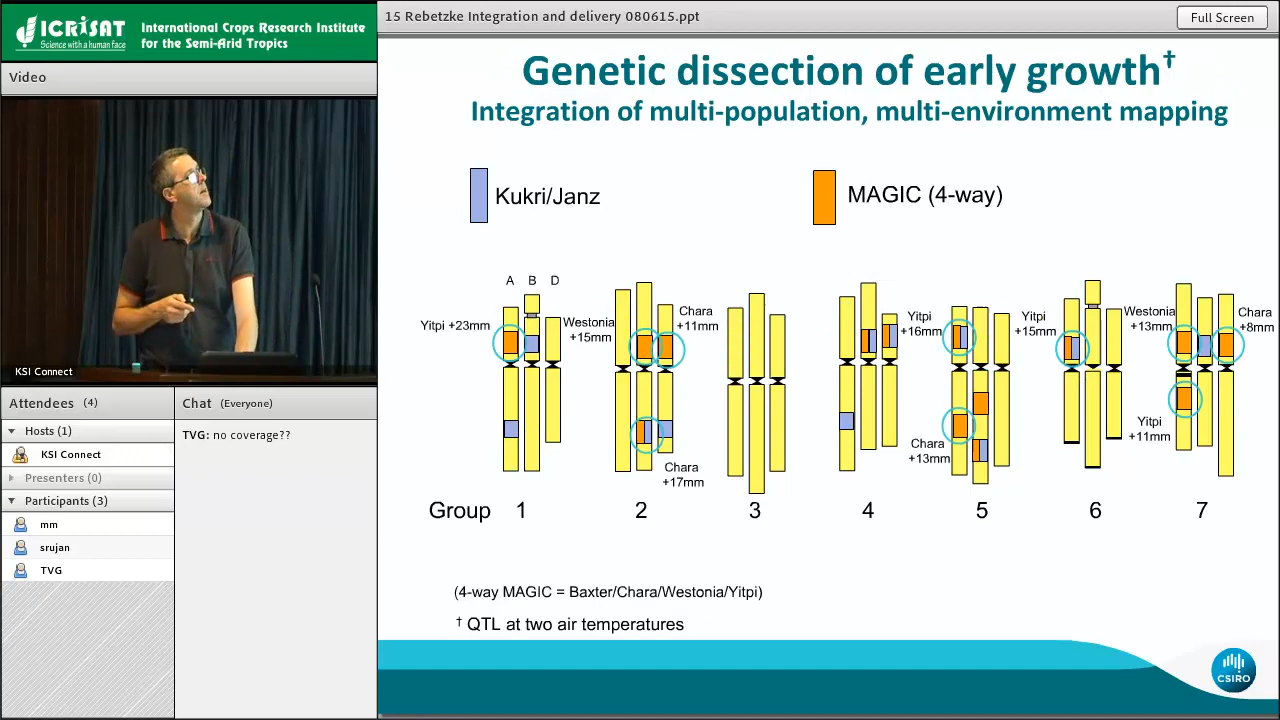 ICRISAT
Science with a human face
International Crops Research Institute
for the Semi-Arid Tropics
15 Rebetzke Integration and delivery 080615.ppt
Full Screen
Video
KSI Connect
Attendees (4)
Hosts (1)
KSI Connect
Presenters (0)
Participants (3)
mm
srujan
TVG
Chat (Everyone)
TVG: no coverage??
Genetic dissection of early growth†
Integration of multi-population, multi-environment mapping
Kukri/Janz
MAGIC (4-way)
A B D
Yitpi +23mm
Westonia
+15mm
Chara
+11mm
Chara
+17mm
Yitpi
+16mm
Chara
+13mm
Yitpi
+15mm
Westonia
+13mm
Yitpi
+11mm
Chara
+8mm
Group 1 2 3 4 5 6 7
(4-way MAGIC = Baxter/Chara/Westonia/Yitpi)
† QTL at two air temperatures
CSIRO